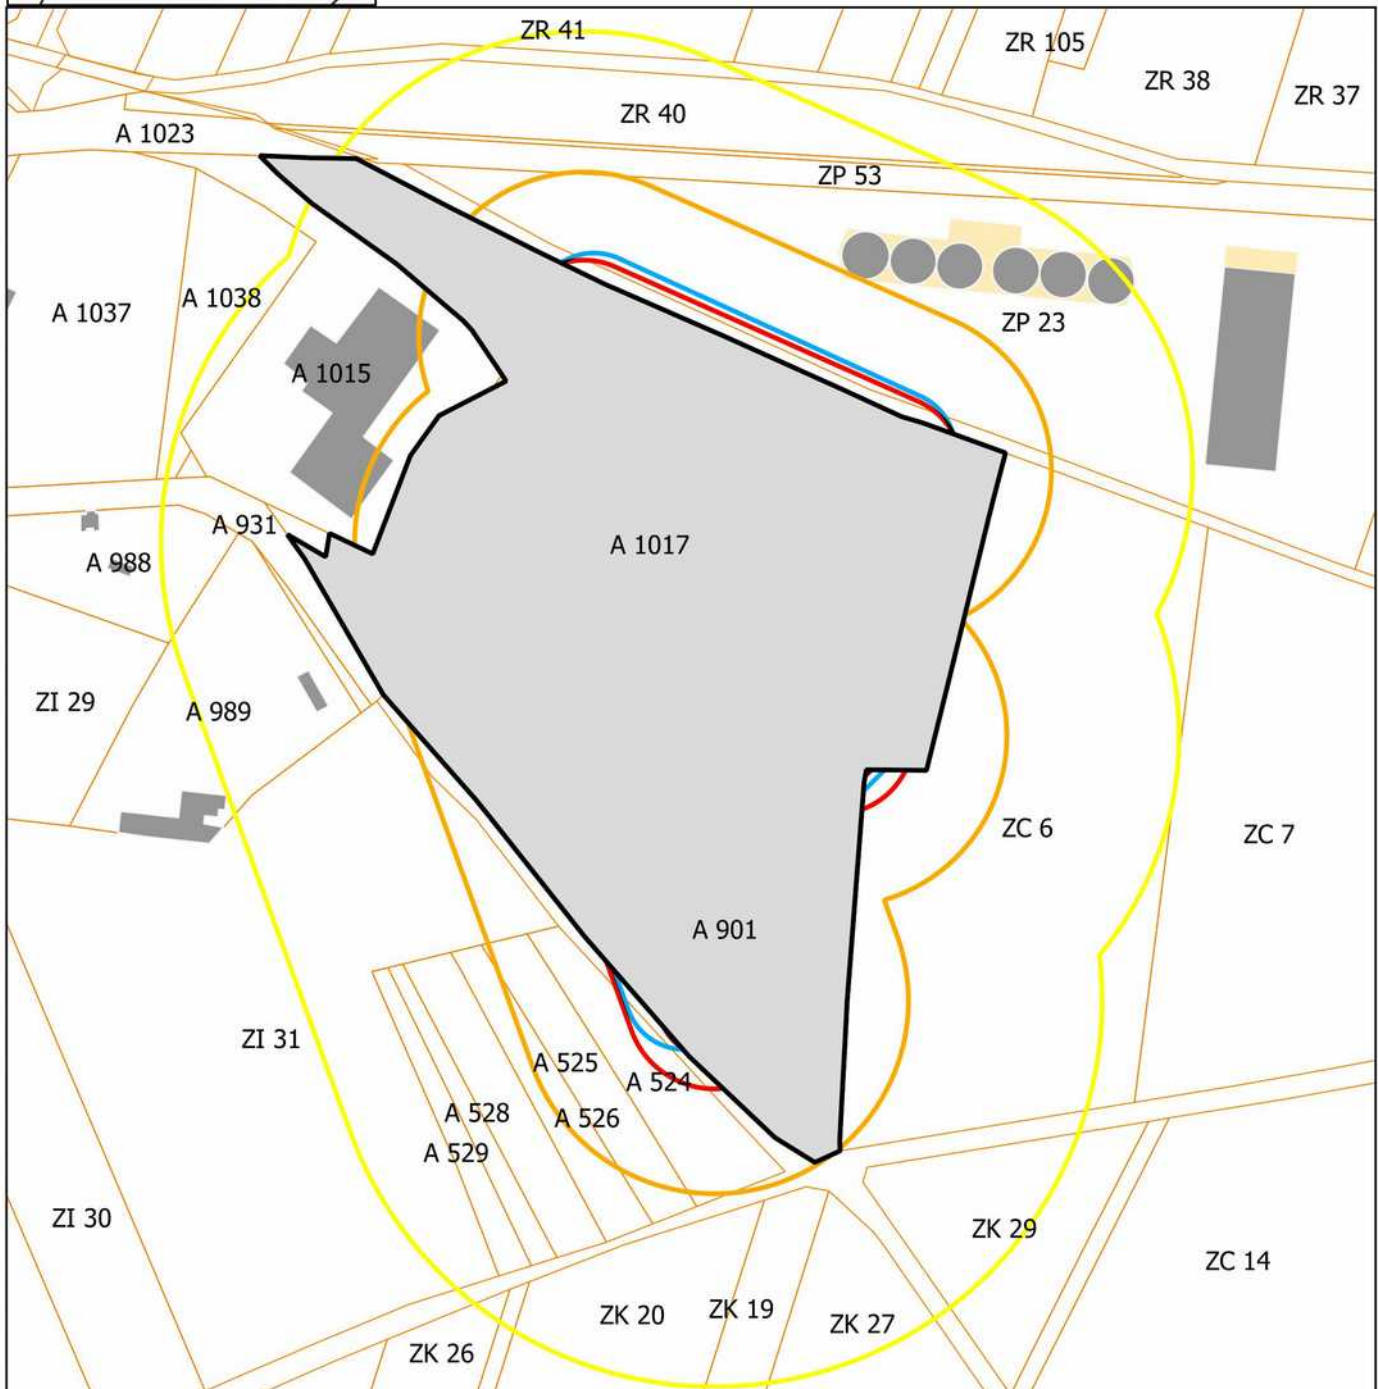 ZR 41
ZR 105
ZR 38
ZR 37
ZR 40
A 1023
ZP 53
A 1038
A 1037
ZP 23
A 1015
A 931
A 1017
A 988
ZI 29
A 989
ZC 6
ZC 7
A 901
ZI 31
A 525
A 524
A 528
A 526
A 529
ZI 30
ZK 29
ZC 14
ZK 20
ZK 19
ZK 27
ZK 26